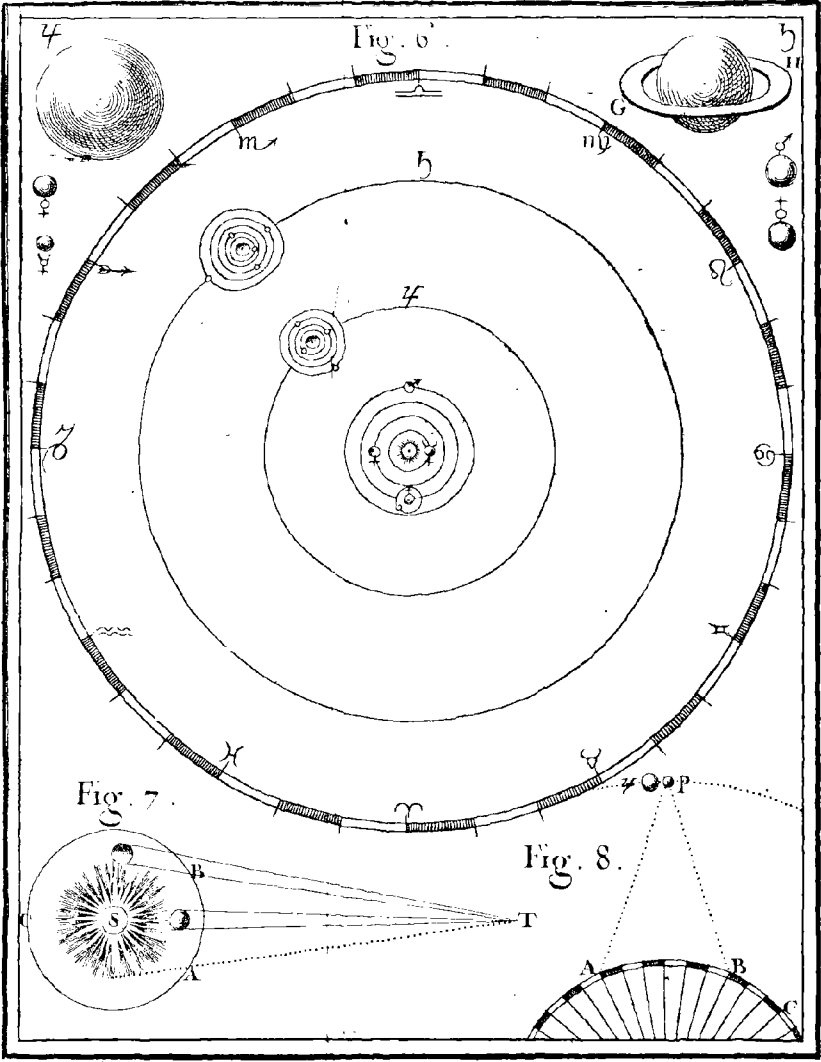 ♃
Fig. 6.
♄
H
G
♎
♏
♍
♂
♀
♀
☿
♄
♐
♌
♃
♂
♑
♋
♀
☿
♒
♊
♓
♉
♈
Fig. 7.
♃ P
B
Fig. 8.
S
T
A
A
B
C